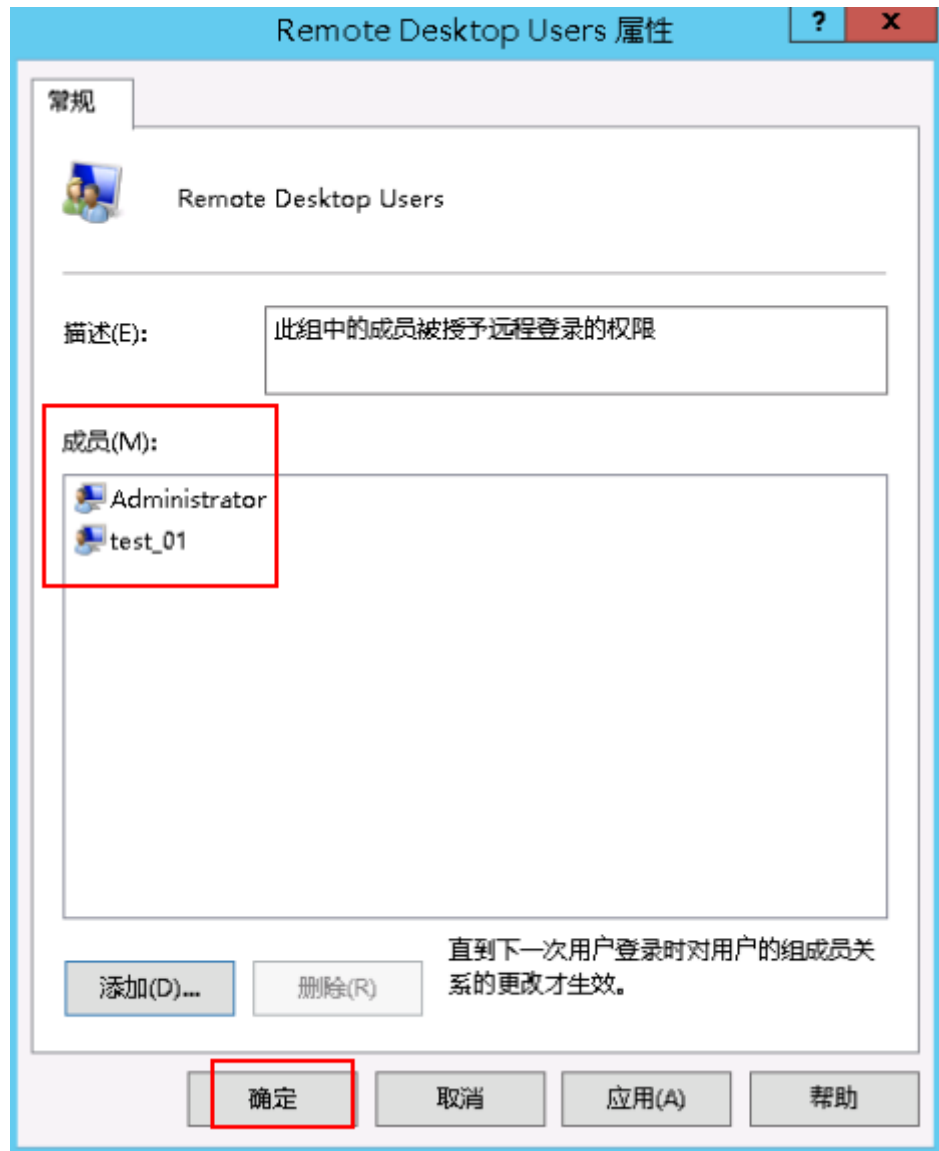 Remote Desktop Users 属性
?
x
常规
Remote Desktop Users
描述(E):
此组中的成员被授予远程登录的权限
成员(M):
Administrator
test_01
添加(D)...
删除(R)
直到下一次用户登录时对用户的组成员关
系的更改才生效。
确定
取消
应用(A)
帮助